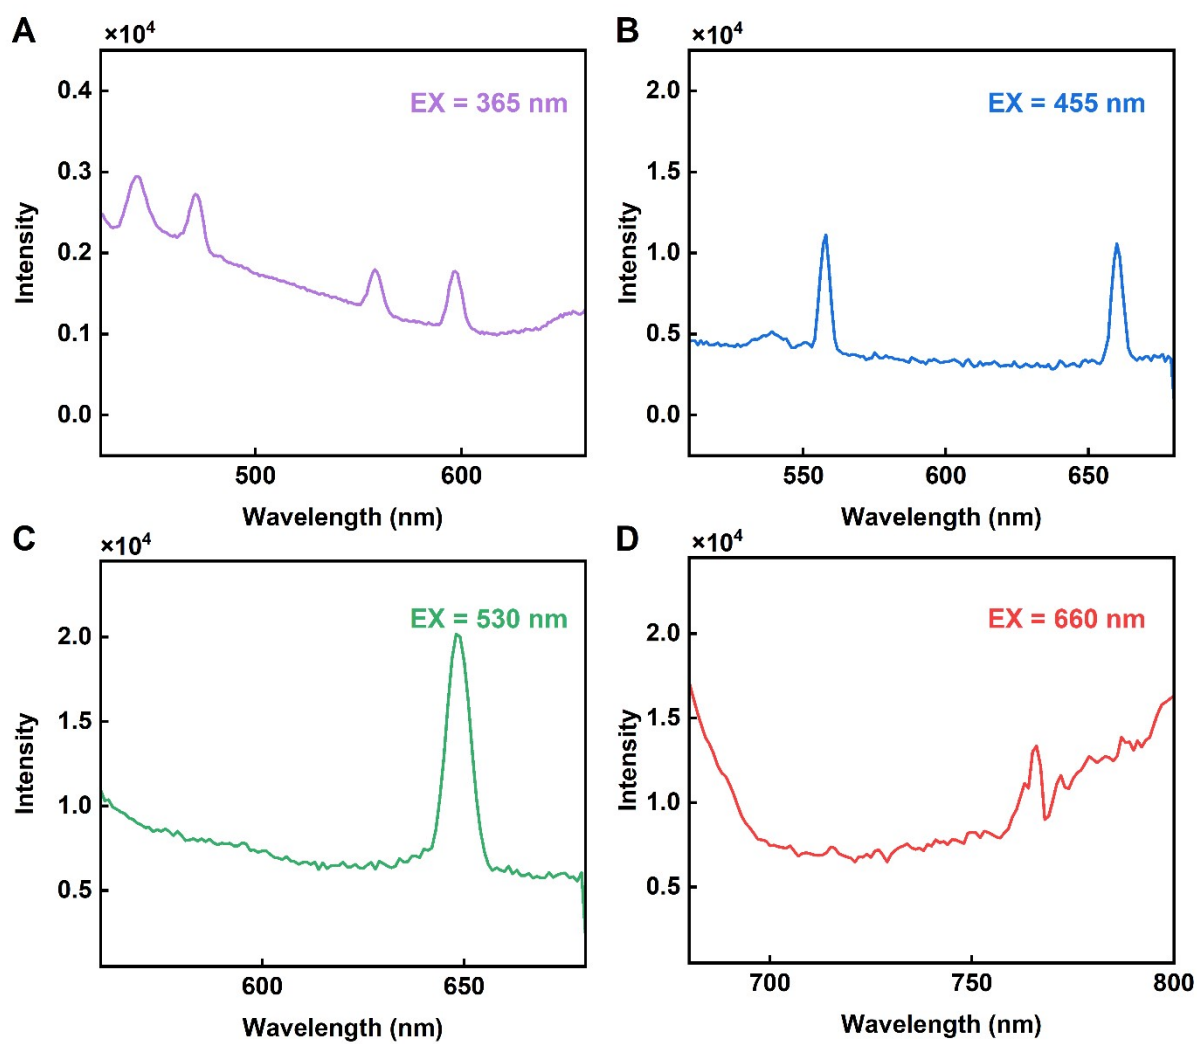 A
×10⁴
EX = 365 nm
0.4
0.3
0.2
0.1
0.0
Intensity
500
600
Wavelength (nm)
B
×10⁴
EX = 455 nm
2.0
1.5
1.0
0.5
0.0
Intensity
550
600
650
Wavelength (nm)
C
×10⁴
EX = 530 nm
2.0
1.5
1.0
0.5
Intensity
600
650
Wavelength (nm)
D
×10⁴
EX = 660 nm
2.0
1.5
1.0
0.5
Intensity
700
750
800
Wavelength (nm)